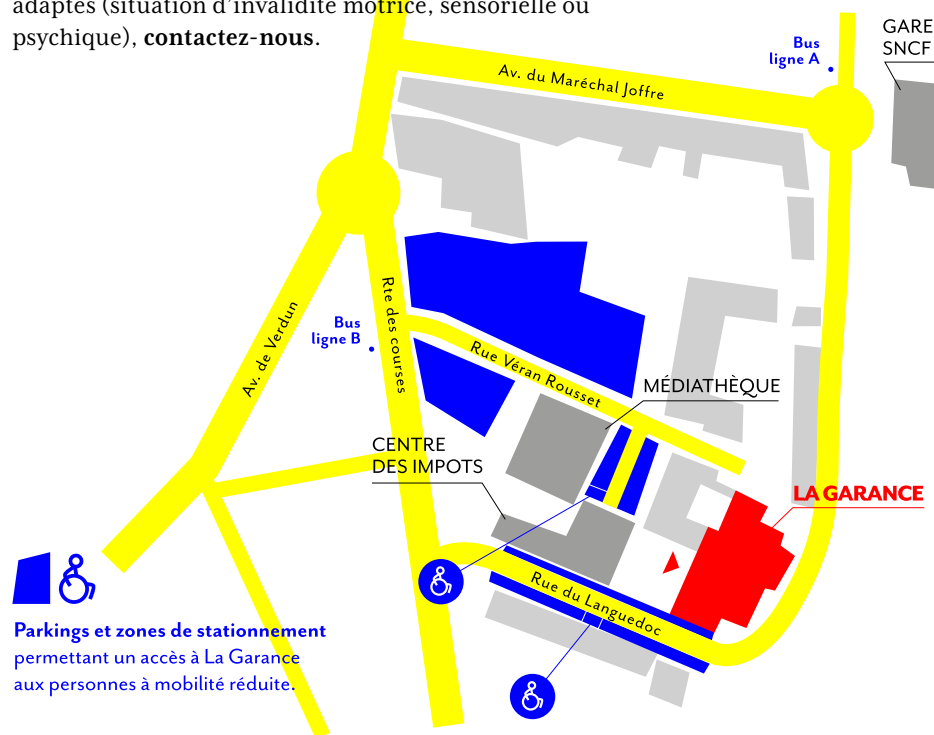 adaptés (situation d’invalidité motrice, sensorielle ou
psychique), contactez-nous.
GARE
SNCF
Bus
ligne A
Av. du Maréchal Joffre
Av. de Verdun
Rte des courses
Bus
ligne B
Rue Véran Rousset
MÉDIATHÈQUE
CENTRE
DES IMPOTS
LA GARANCE
Rue du Languedoc
Parkings et zones de stationnement
permettant un accès à La Garance
aux personnes à mobilité réduite.